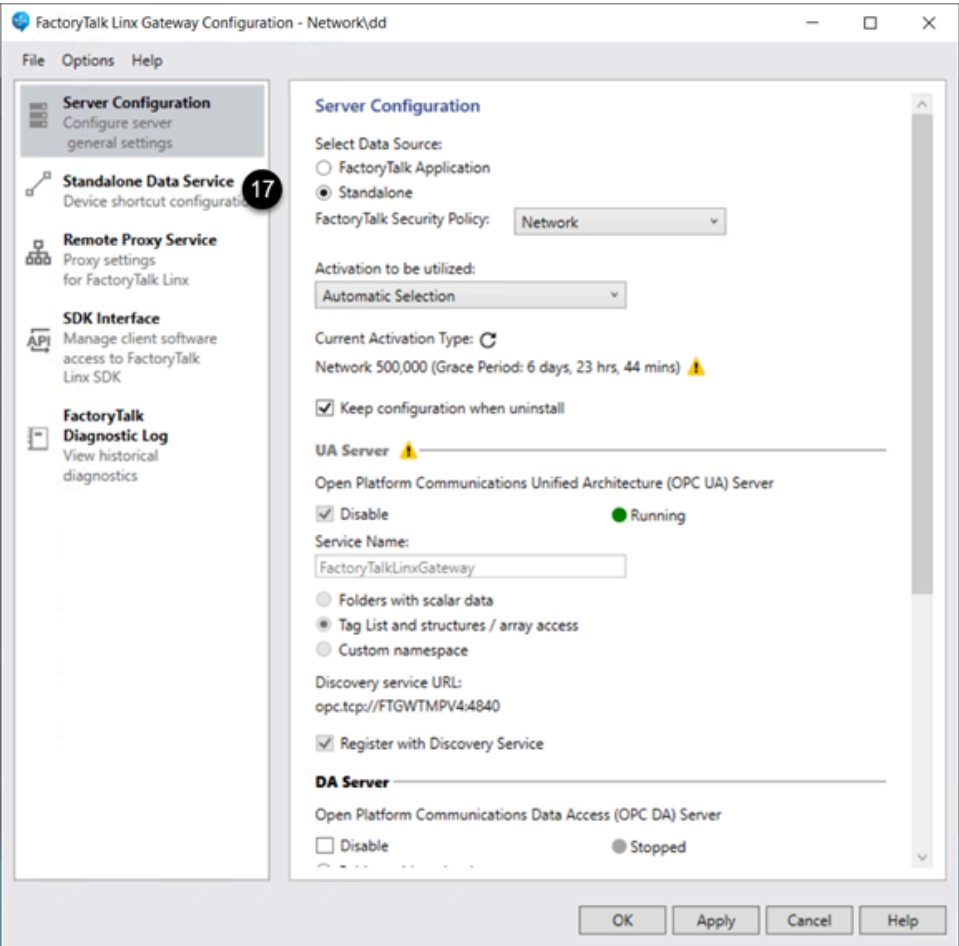 FactoryTalk Linx Gateway Configuration - Network\dd
File Options Help
Server Configuration
Configure server
general settings
Standalone Data Service
17
Device shortcut configuratio
Remote Proxy Service
Proxy settings
for FactoryTalk Linx
SDK Interface
API
Manage client software
access to FactoryTalk
Linx SDK
FactoryTalk
Diagnostic Log
View historical
diagnostics
Server Configuration
Select Data Source:
FactoryTalk Application
Standalone
FactoryTalk Security Policy: Network
Activation to be utilized:
Automatic Selection
Current Activation Type:
Network 500,000 (Grace Period: 6 days, 23 hrs, 44 mins)
Keep configuration when uninstall
UA Server
Open Platform Communications Unified Architecture (OPC UA) Server
Disable Running
Service Name:
FactoryTalkLinxGateway
Folders with scalar data
Tag List and structures / array access
Custom namespace
Discovery service URL:
opc.tcp://FTGWTMPV4:4840
Register with Discovery Service
DA Server
Open Platform Communications Data Access (OPC DA) Server
Disable Stopped
OK Apply Cancel Help